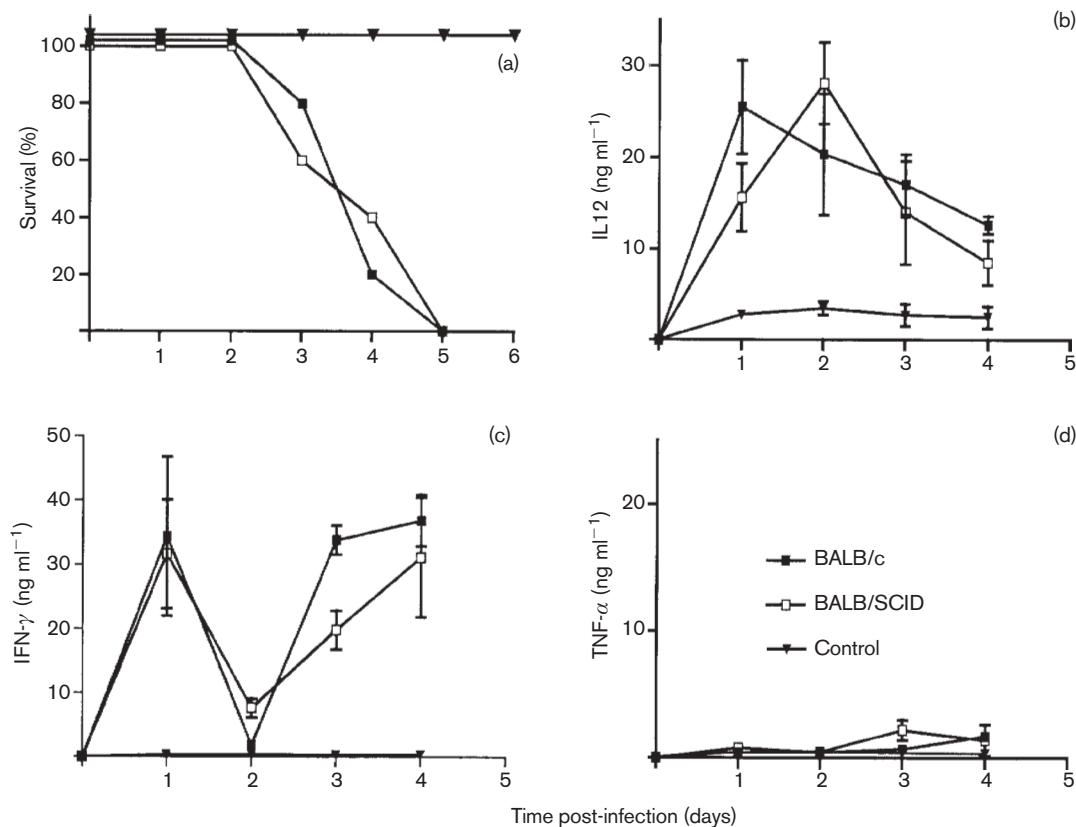 (a)
Survival (%)
100
80
60
40
20
1 2 3 4 5 6
(b)
IL12 (ng ml⁻¹)
30
20
10
1 2 3 4 5
(c)
IFN-γ (ng ml⁻¹)
50
40
30
20
10
1 2 3 4 5
(d)
TNF-α (ng ml⁻¹)
20
10
BALB/c
BALB/SCID
Control
1 2 3 4 5
Time post-infection (days)